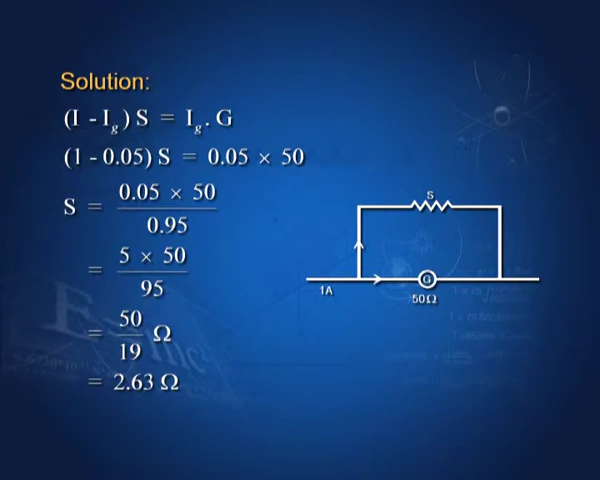 Solution:
(I - I_g) S = I_g . G
(1 - 0.05) S = 0.05 × 50
S = 0.05 × 50 / 0.95
= 5 × 50 / 95
= 50 / 19 Ω
= 2.63 Ω
S
G
1A
50Ω